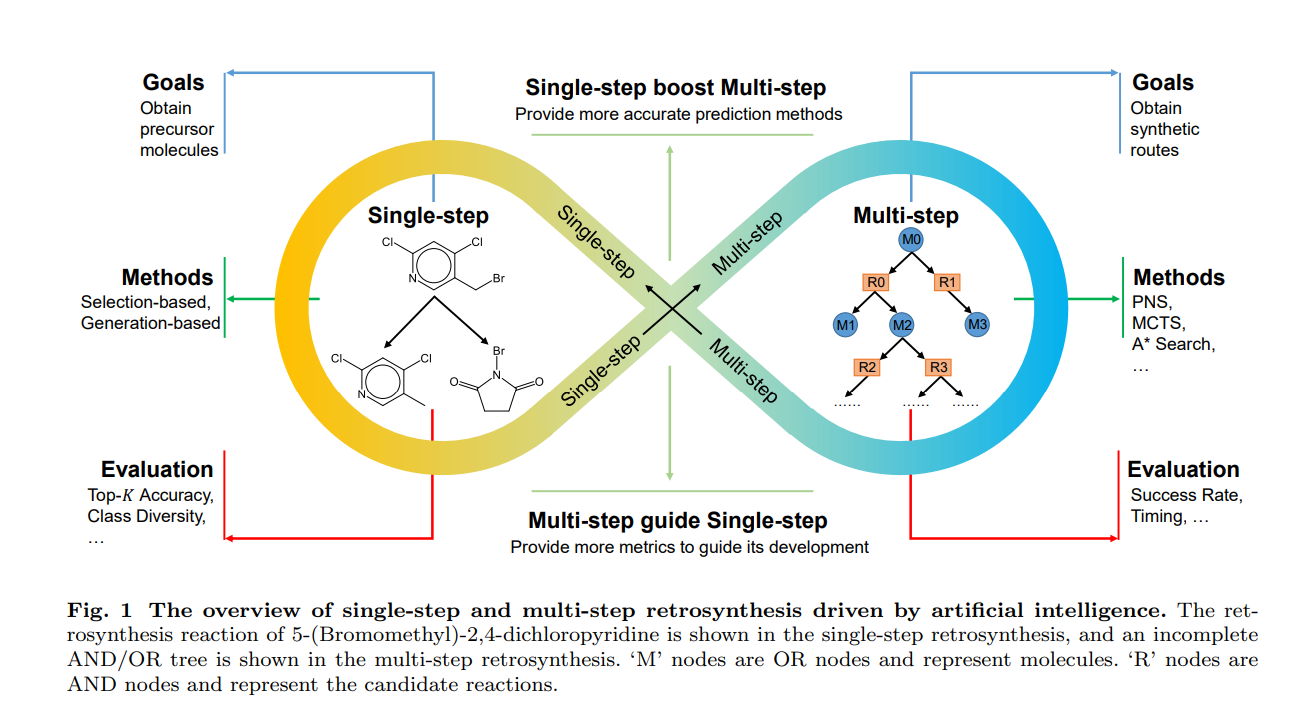 Goals
Obtain
precursor
molecules
Single-step boost Multi-step
Provide more accurate prediction methods
Goals
Obtain
synthetic
routes
Methods
Selection-based,
Generation-based
Evaluation
Top-K Accuracy,
Class Diversity,
…
Single-step
Cl
Cl
N
Br
Cl
Cl
N
Br
N
O
O
Single-step
Single-step
Multi-step
Multi-step
Multi-step
M0
R0
R1
M1
M2
M3
R2
R3
......
......
......
Methods
PNS,
MCTS,
A* Search,
…
Evaluation
Success Rate,
Timing, …
Multi-step guide Single-step
Provide more metrics to guide its development
Fig. 1 The overview of single-step and multi-step retrosynthesis driven by artificial intelligence. The ret-
rosynthesis reaction of 5-(Bromomethyl)-2,4-dichloropyridine is shown in the single-step retrosynthesis, and an incomplete
AND/OR tree is shown in the multi-step retrosynthesis. ‘M’ nodes are OR nodes and represent molecules. ‘R’ nodes are
AND nodes and represent the candidate reactions.